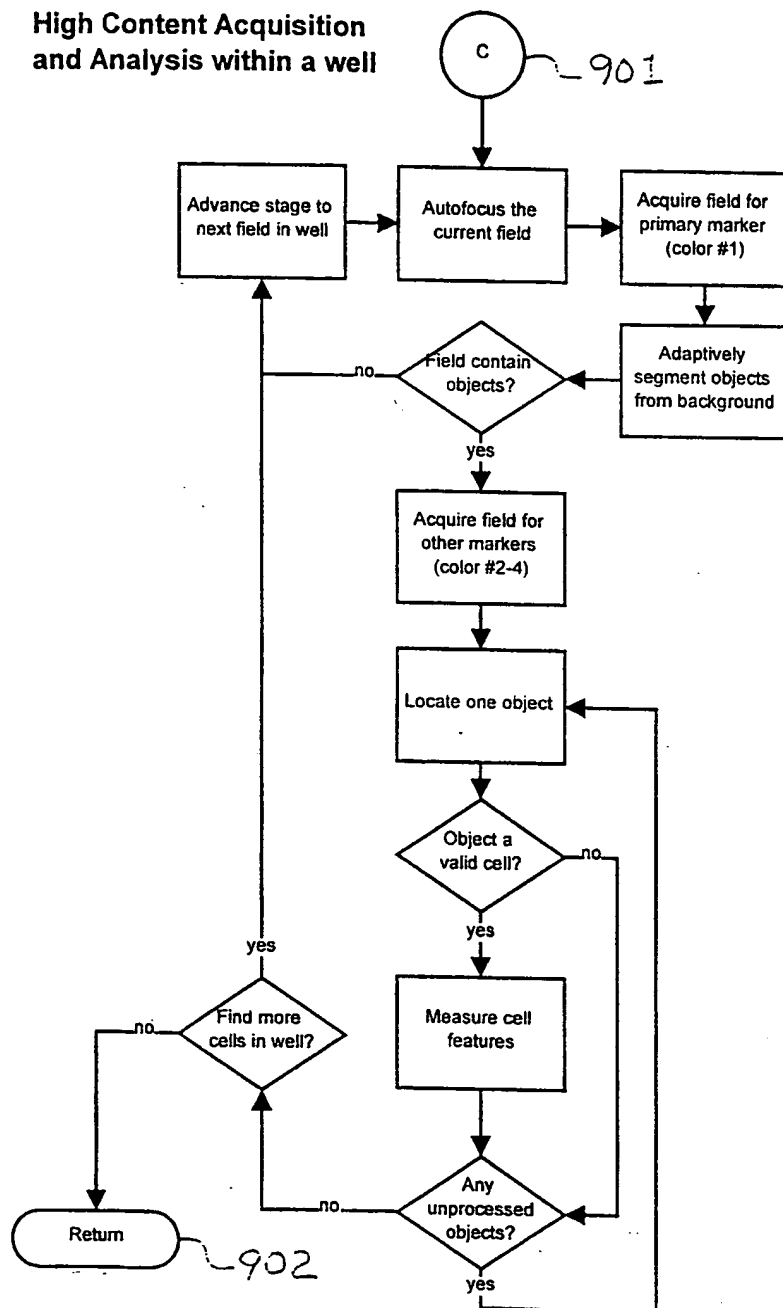 High Content Acquisition
and Analysis within a well
C
901
Advance stage to
next field in well
Autofocus the
current field
Acquire field for
primary marker
(color #1)
Adaptively
segment objects
from background
Field contain
objects?
no
yes
Acquire field for
other markers
(color #2-4)
Locate one object
Object a
valid cell?
no
yes
Measure cell
features
yes
Find more
cells in well?
no
Any
unprocessed
objects?
no
yes
Return
902